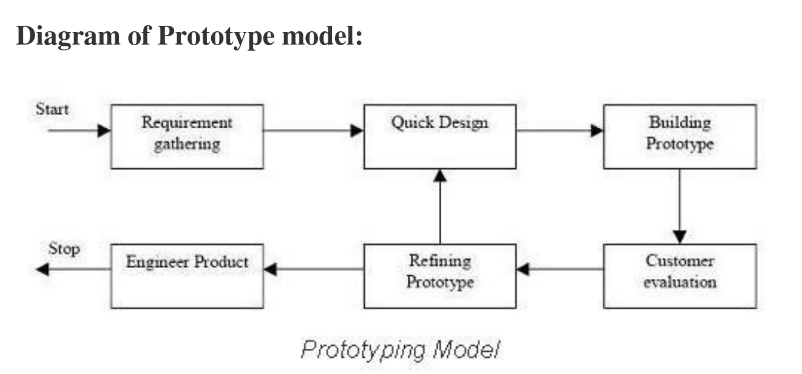 Diagram of Prototype model:
Start
Requirement
gathering
Quick Design
Building
Prototype
Stop
Engineer Product
Refining
Prototype
Customer
evaluation
Prototyping Model